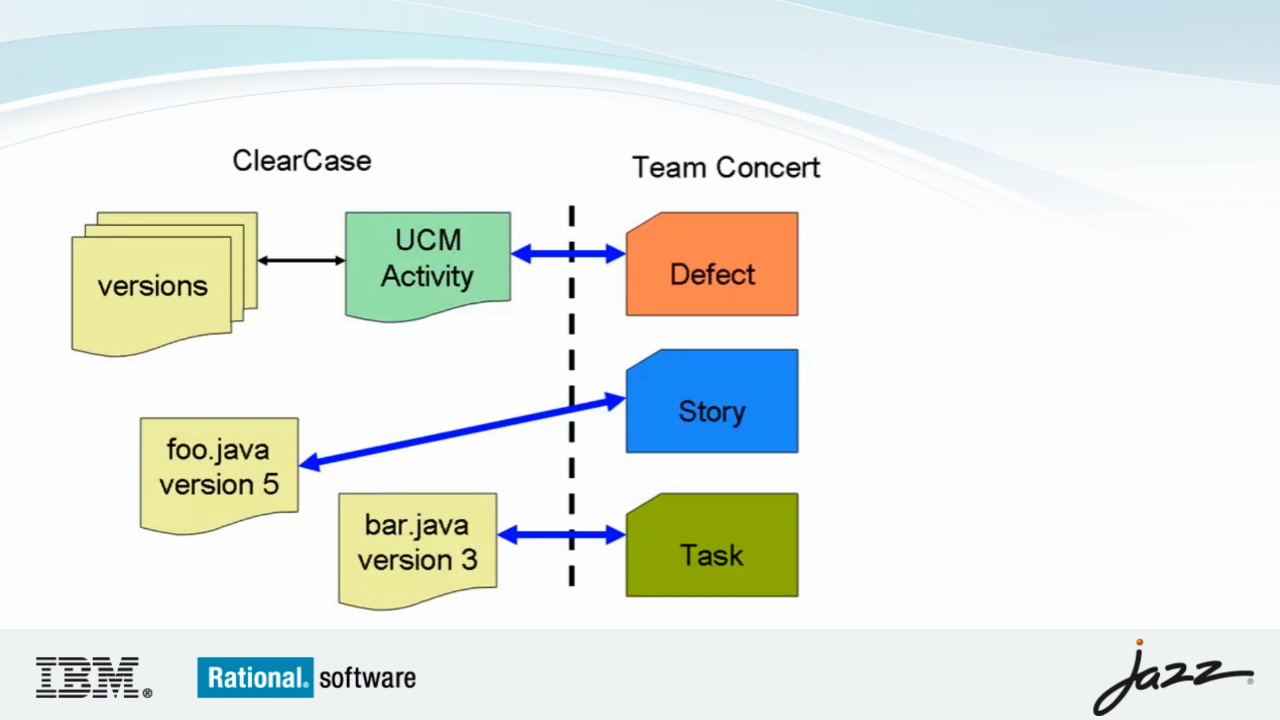 ClearCase
Team Concert
versions
UCM
Activity
Defect
foo.java
version 5
Story
bar.java
version 3
Task
IBM®
Rational. software
jazz®